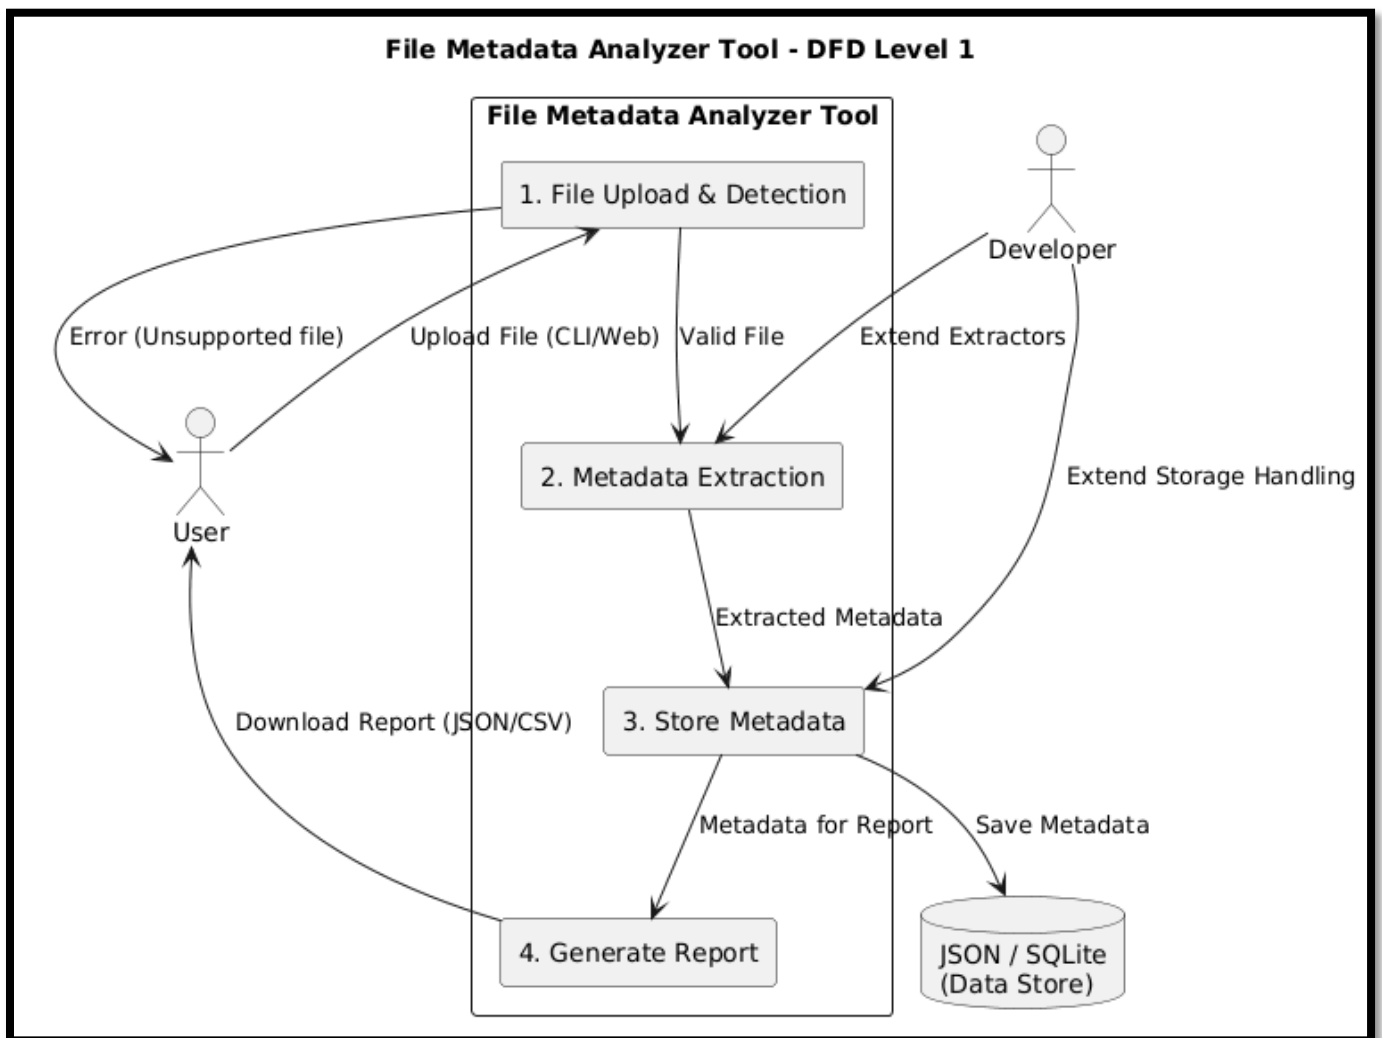 File Metadata Analyzer Tool - DFD Level 1
File Metadata Analyzer Tool
1. File Upload & Detection
Developer
Error (Unsupported file)
Upload File (CLI/Web)
Valid File
Extend Extractors
2. Metadata Extraction
Extend Storage Handling
User
Extracted Metadata
Download Report (JSON/CSV)
3. Store Metadata
Metadata for Report
Save Metadata
4. Generate Report
JSON / SQLite
(Data Store)